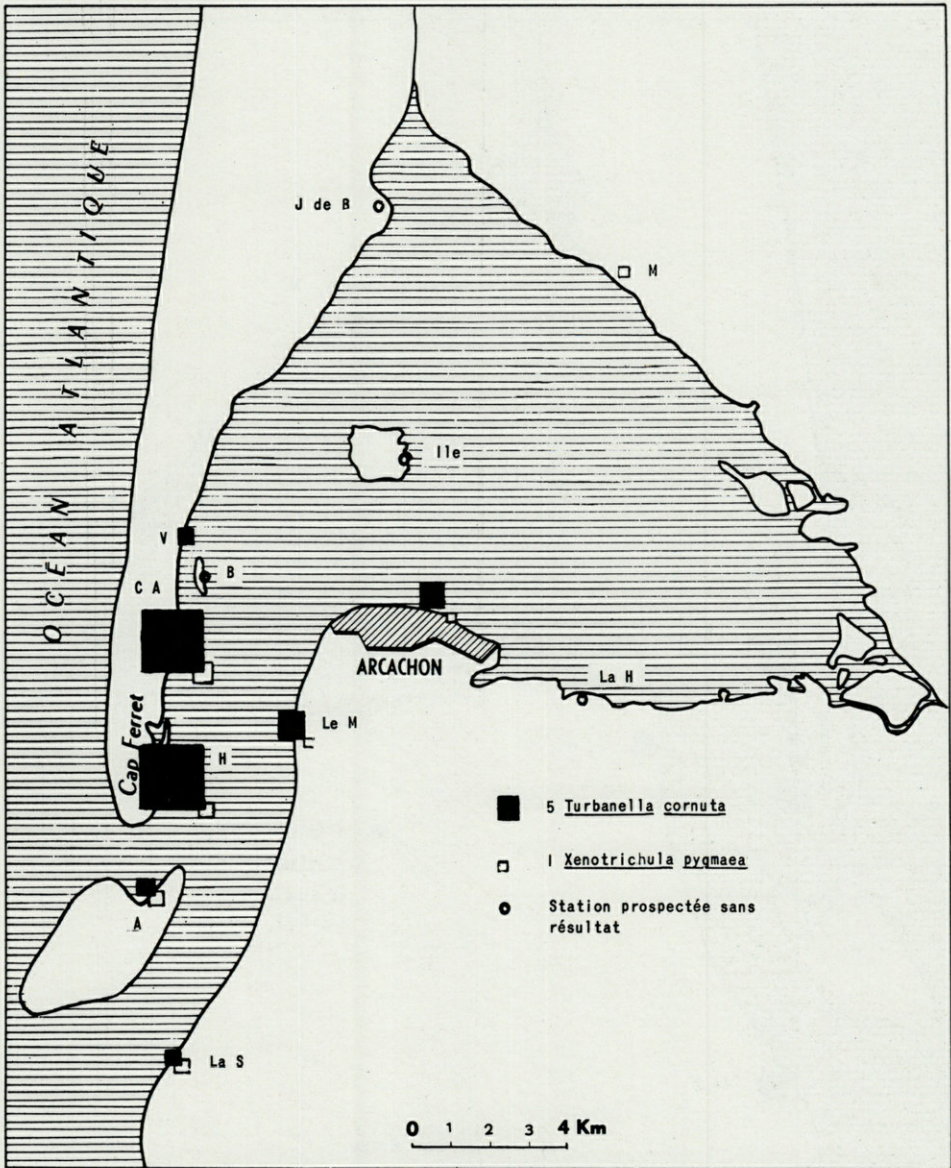 OCÉAN ATLANTIQUE
J de B
M
Ile
V
B
C A
ARCACHON
La H
Cap Ferret
Le M
H
5 Turbanella cornuta
1 Xenotrichula pygmaea
Station prospectée sans
résultat
A
La S
0 1 2 3 4 Km